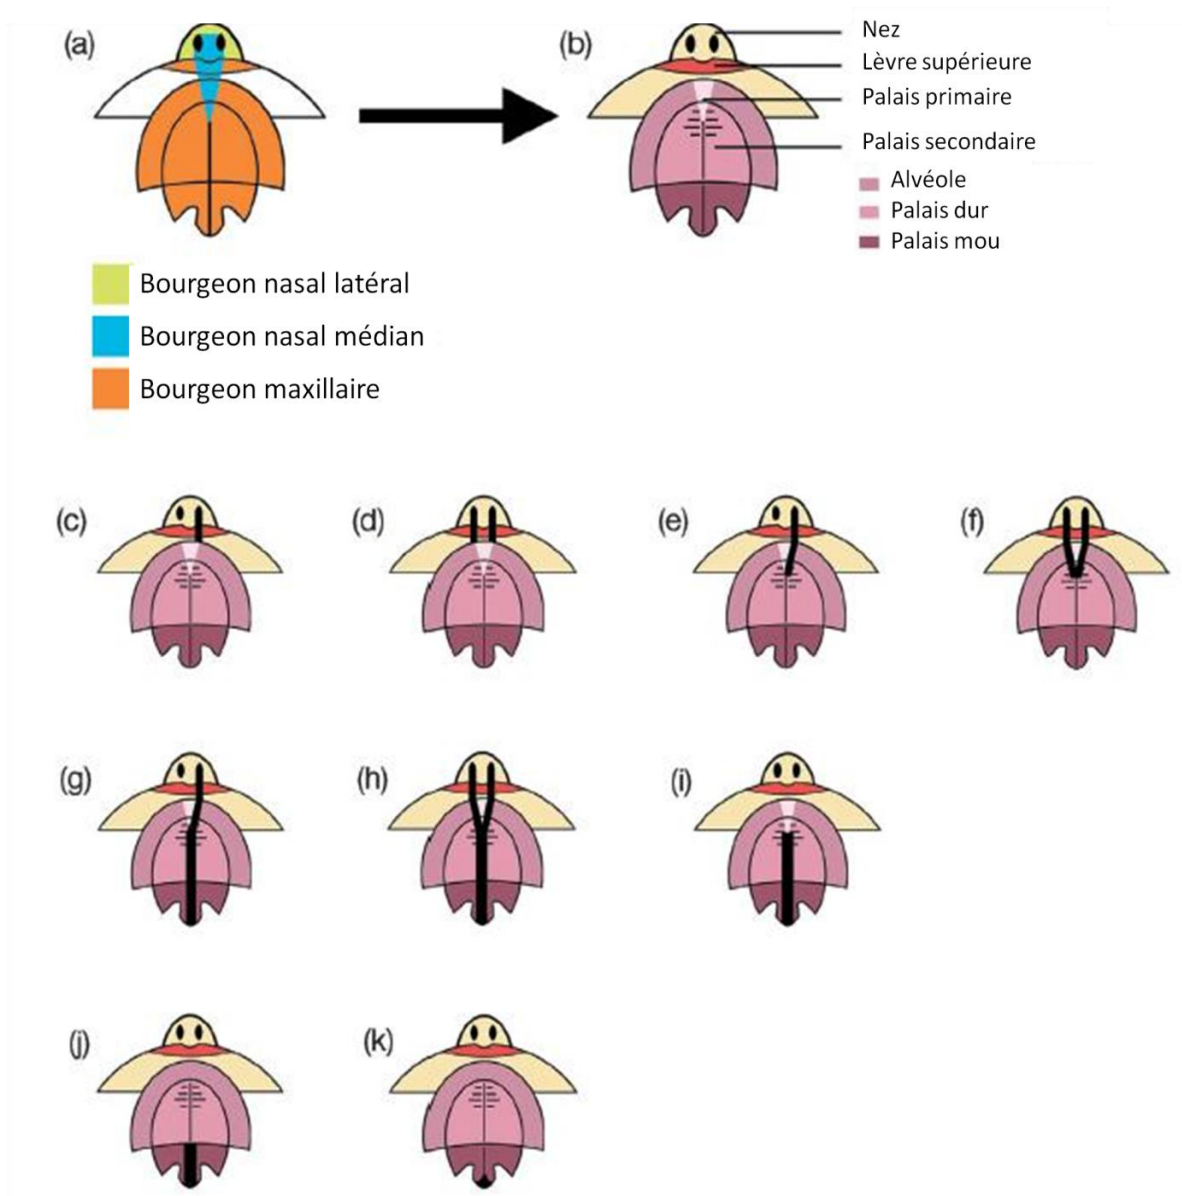 (a)
(b)
Nez
Lèvre supérieure
Palais primaire
Palais secondaire
Alvéole
Palais dur
Palais mou
Bourgeon nasal latéral
Bourgeon nasal médian
Bourgeon maxillaire
(c)
(d)
(e)
(f)
(g)
(h)
(i)
(j)
(k)